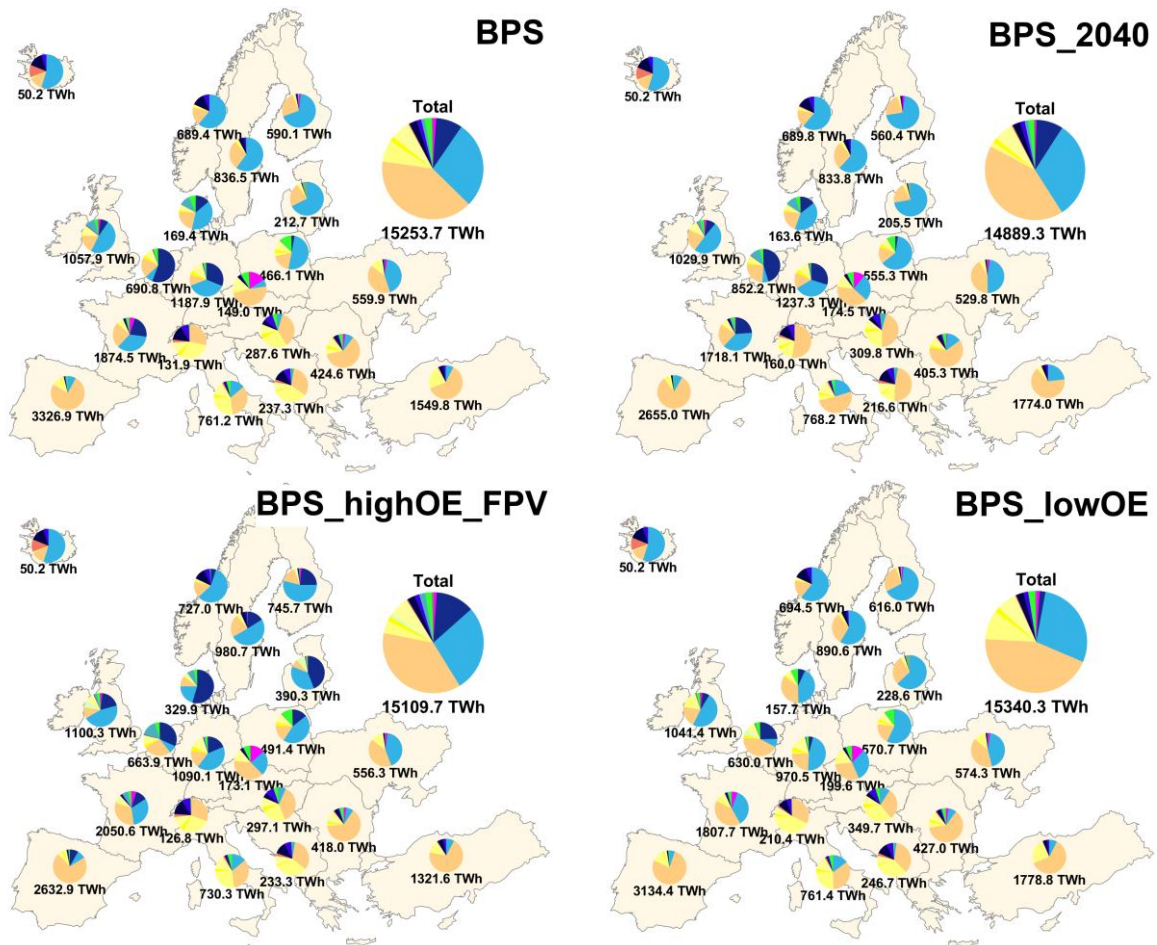 BPS
50.2 TWh
Total
689.4 TWh
590.1 TWh
836.5 TWh
212.7 TWh
169.4 TWh
15253.7 TWh
1057.9 TWh
466.1 TWh
690.8 TWh
1187.9 TWh
149.0 TWh
559.9 TWh
1874.5 TWh
131.9 TWh
287.6 TWh
424.6 TWh
3326.9 TWh
761.2 TWh
237.3 TWh
1549.8 TWh
BPS_2040
50.2 TWh
Total
689.8 TWh
560.4 TWh
833.8 TWh
205.5 TWh
163.6 TWh
14889.3 TWh
1029.9 TWh
555.3 TWh
852.2 TWh
1237.3 TWh
174.5 TWh
529.8 TWh
1718.1 TWh
160.0 TWh
309.8 TWh
405.3 TWh
2655.0 TWh
768.2 TWh
216.6 TWh
1774.0 TWh
BPS_highOE_FPV
50.2 TWh
Total
727.0 TWh
745.7 TWh
980.7 TWh
390.3 TWh
329.9 TWh
15109.7 TWh
1100.3 TWh
491.4 TWh
663.9 TWh
1090.1 TWh
173.1 TWh
556.3 TWh
2050.6 TWh
126.8 TWh
297.1 TWh
418.0 TWh
2632.9 TWh
730.3 TWh
233.3 TWh
1321.6 TWh
BPS_lowOE
50.2 TWh
Total
694.5 TWh
616.0 TWh
890.6 TWh
228.6 TWh
157.7 TWh
15340.3 TWh
1041.4 TWh
570.7 TWh
630.0 TWh
970.5 TWh
199.6 TWh
574.3 TWh
1807.7 TWh
210.4 TWh
349.7 TWh
427.0 TWh
3134.4 TWh
761.4 TWh
246.7 TWh
1778.8 TWh